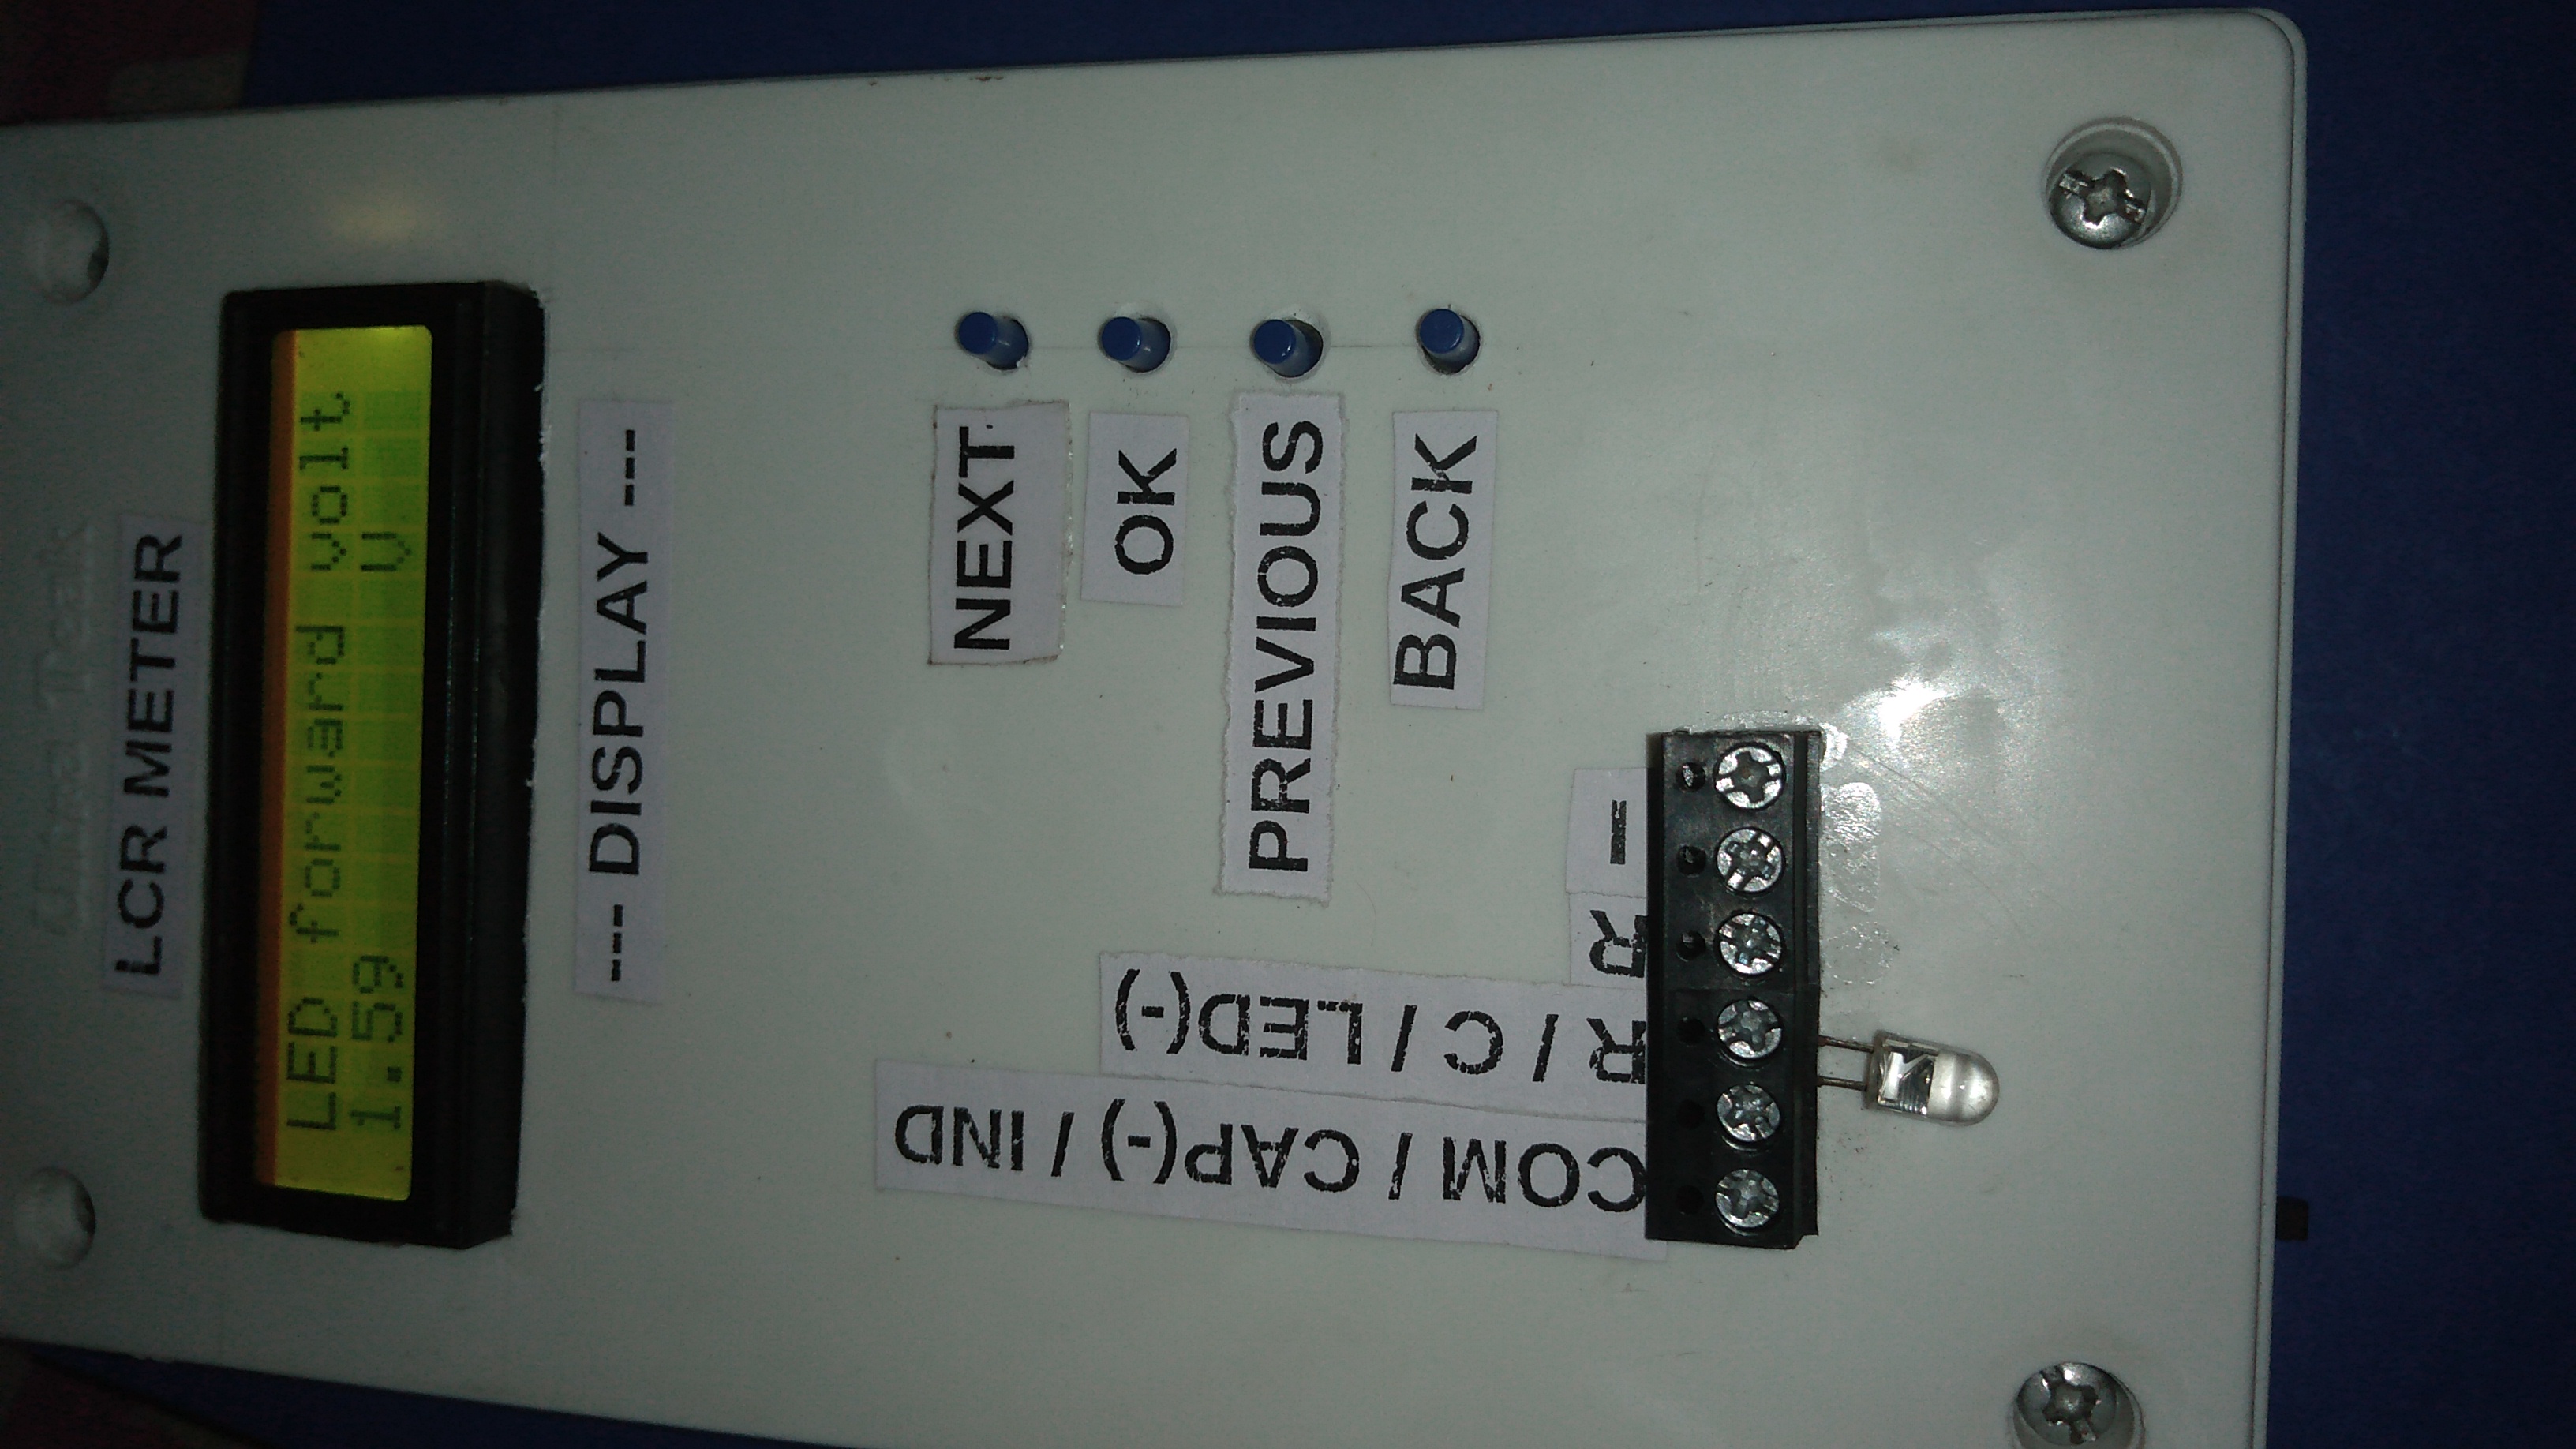 LCR METER
LED forward volt
1.59 V
--- DISPLAY ---
NEXT
OK
PREVIOUS
BACK
COM / CAP(-) / IND
R / C / LED(-)
R
I